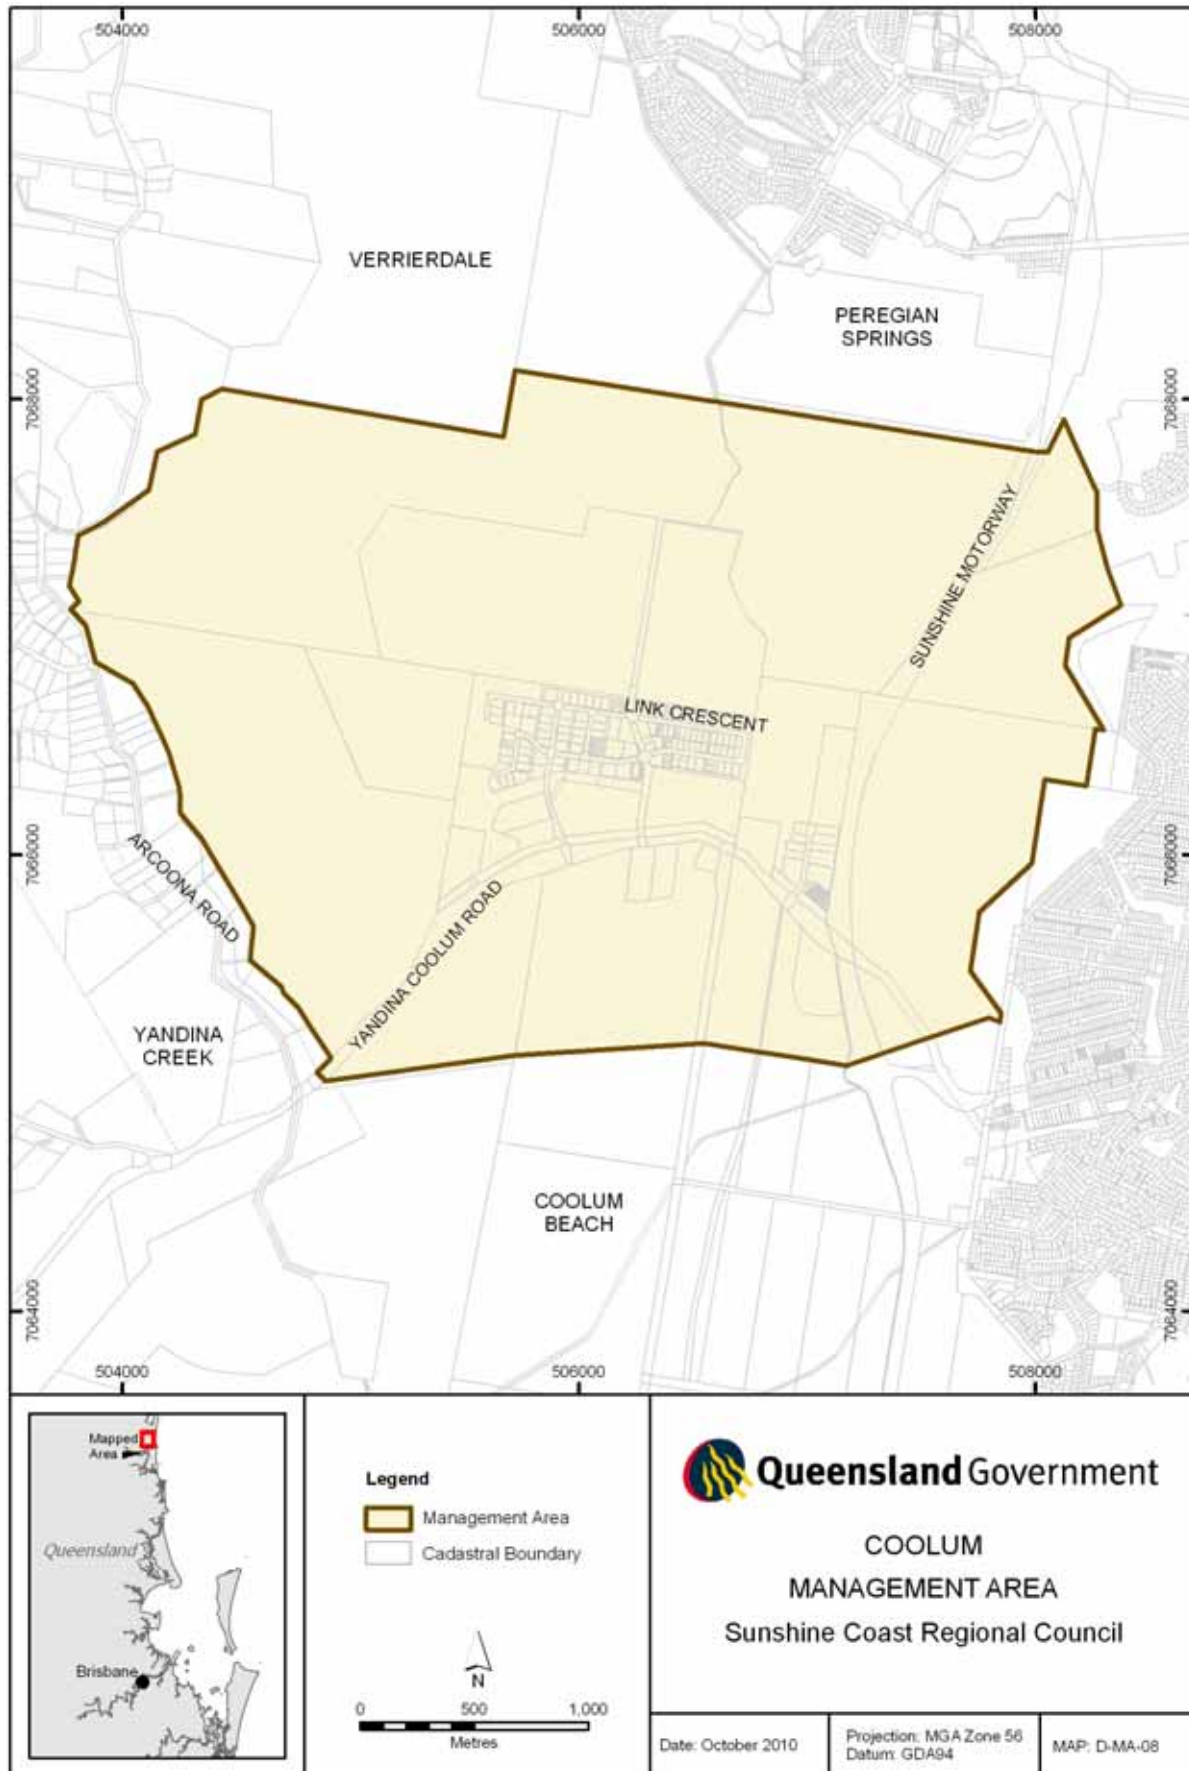 504000
506000
508000
VERRIERDALE
PEREGIAN
SPRINGS
7068000
7068000
SUNSHINE MOTORWAY
LINK CRESCENT
7066000
7066000
ARCOONA ROAD
YANDINA COOLUM ROAD
YANDINA
CREEK
COOLUM
BEACH
7064000
7064000
504000
506000
508000
Mapped
Area
Queensland
Brisbane
Legend
Management Area
Cadastral Boundary
N
0 500 1,000
Metres
Queensland Government
COOLUM
MANAGEMENT AREA
Sunshine Coast Regional Council
Date: October 2010
Projection: MGA Zone 56
Datum: GDA94
MAP: D-MA-08